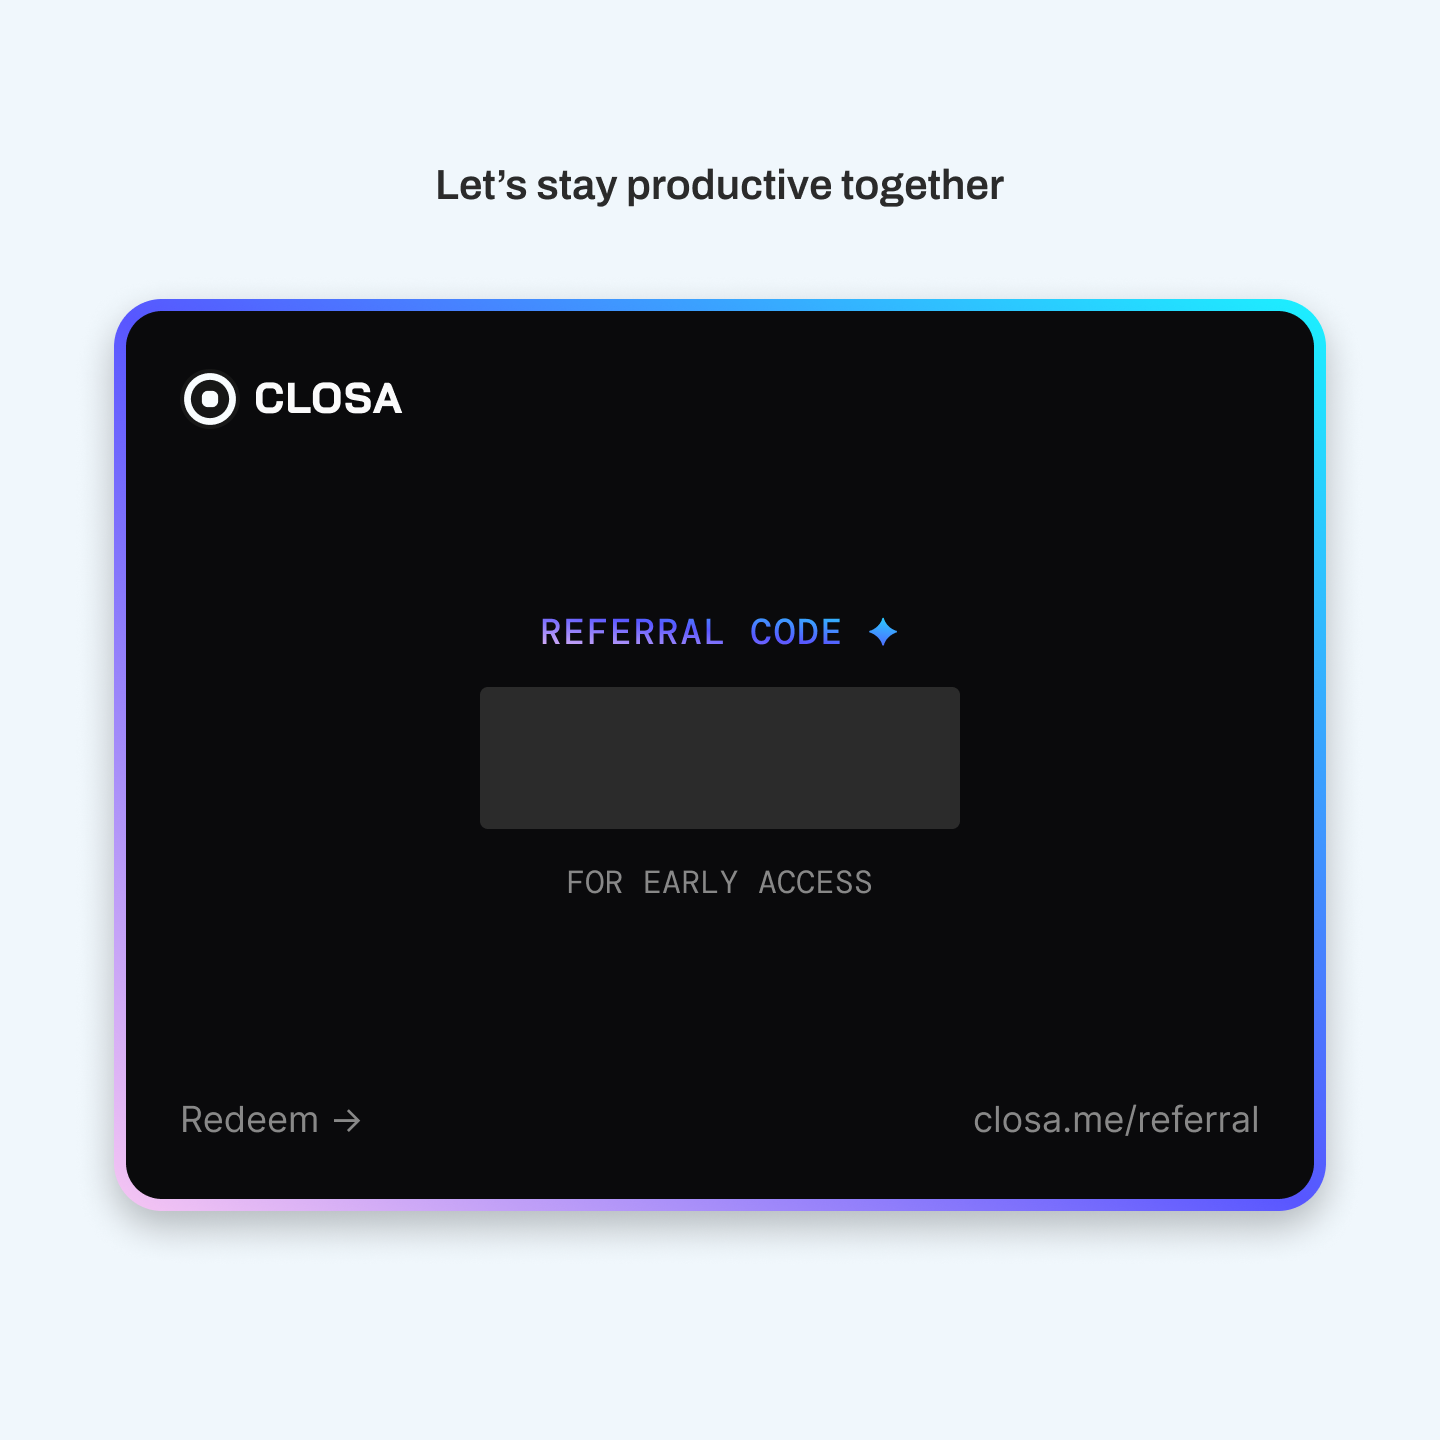 Let’s stay productive together
CLOSA
REFERRAL CODE
FOR EARLY ACCESS
Redeem →
closa.me/referral